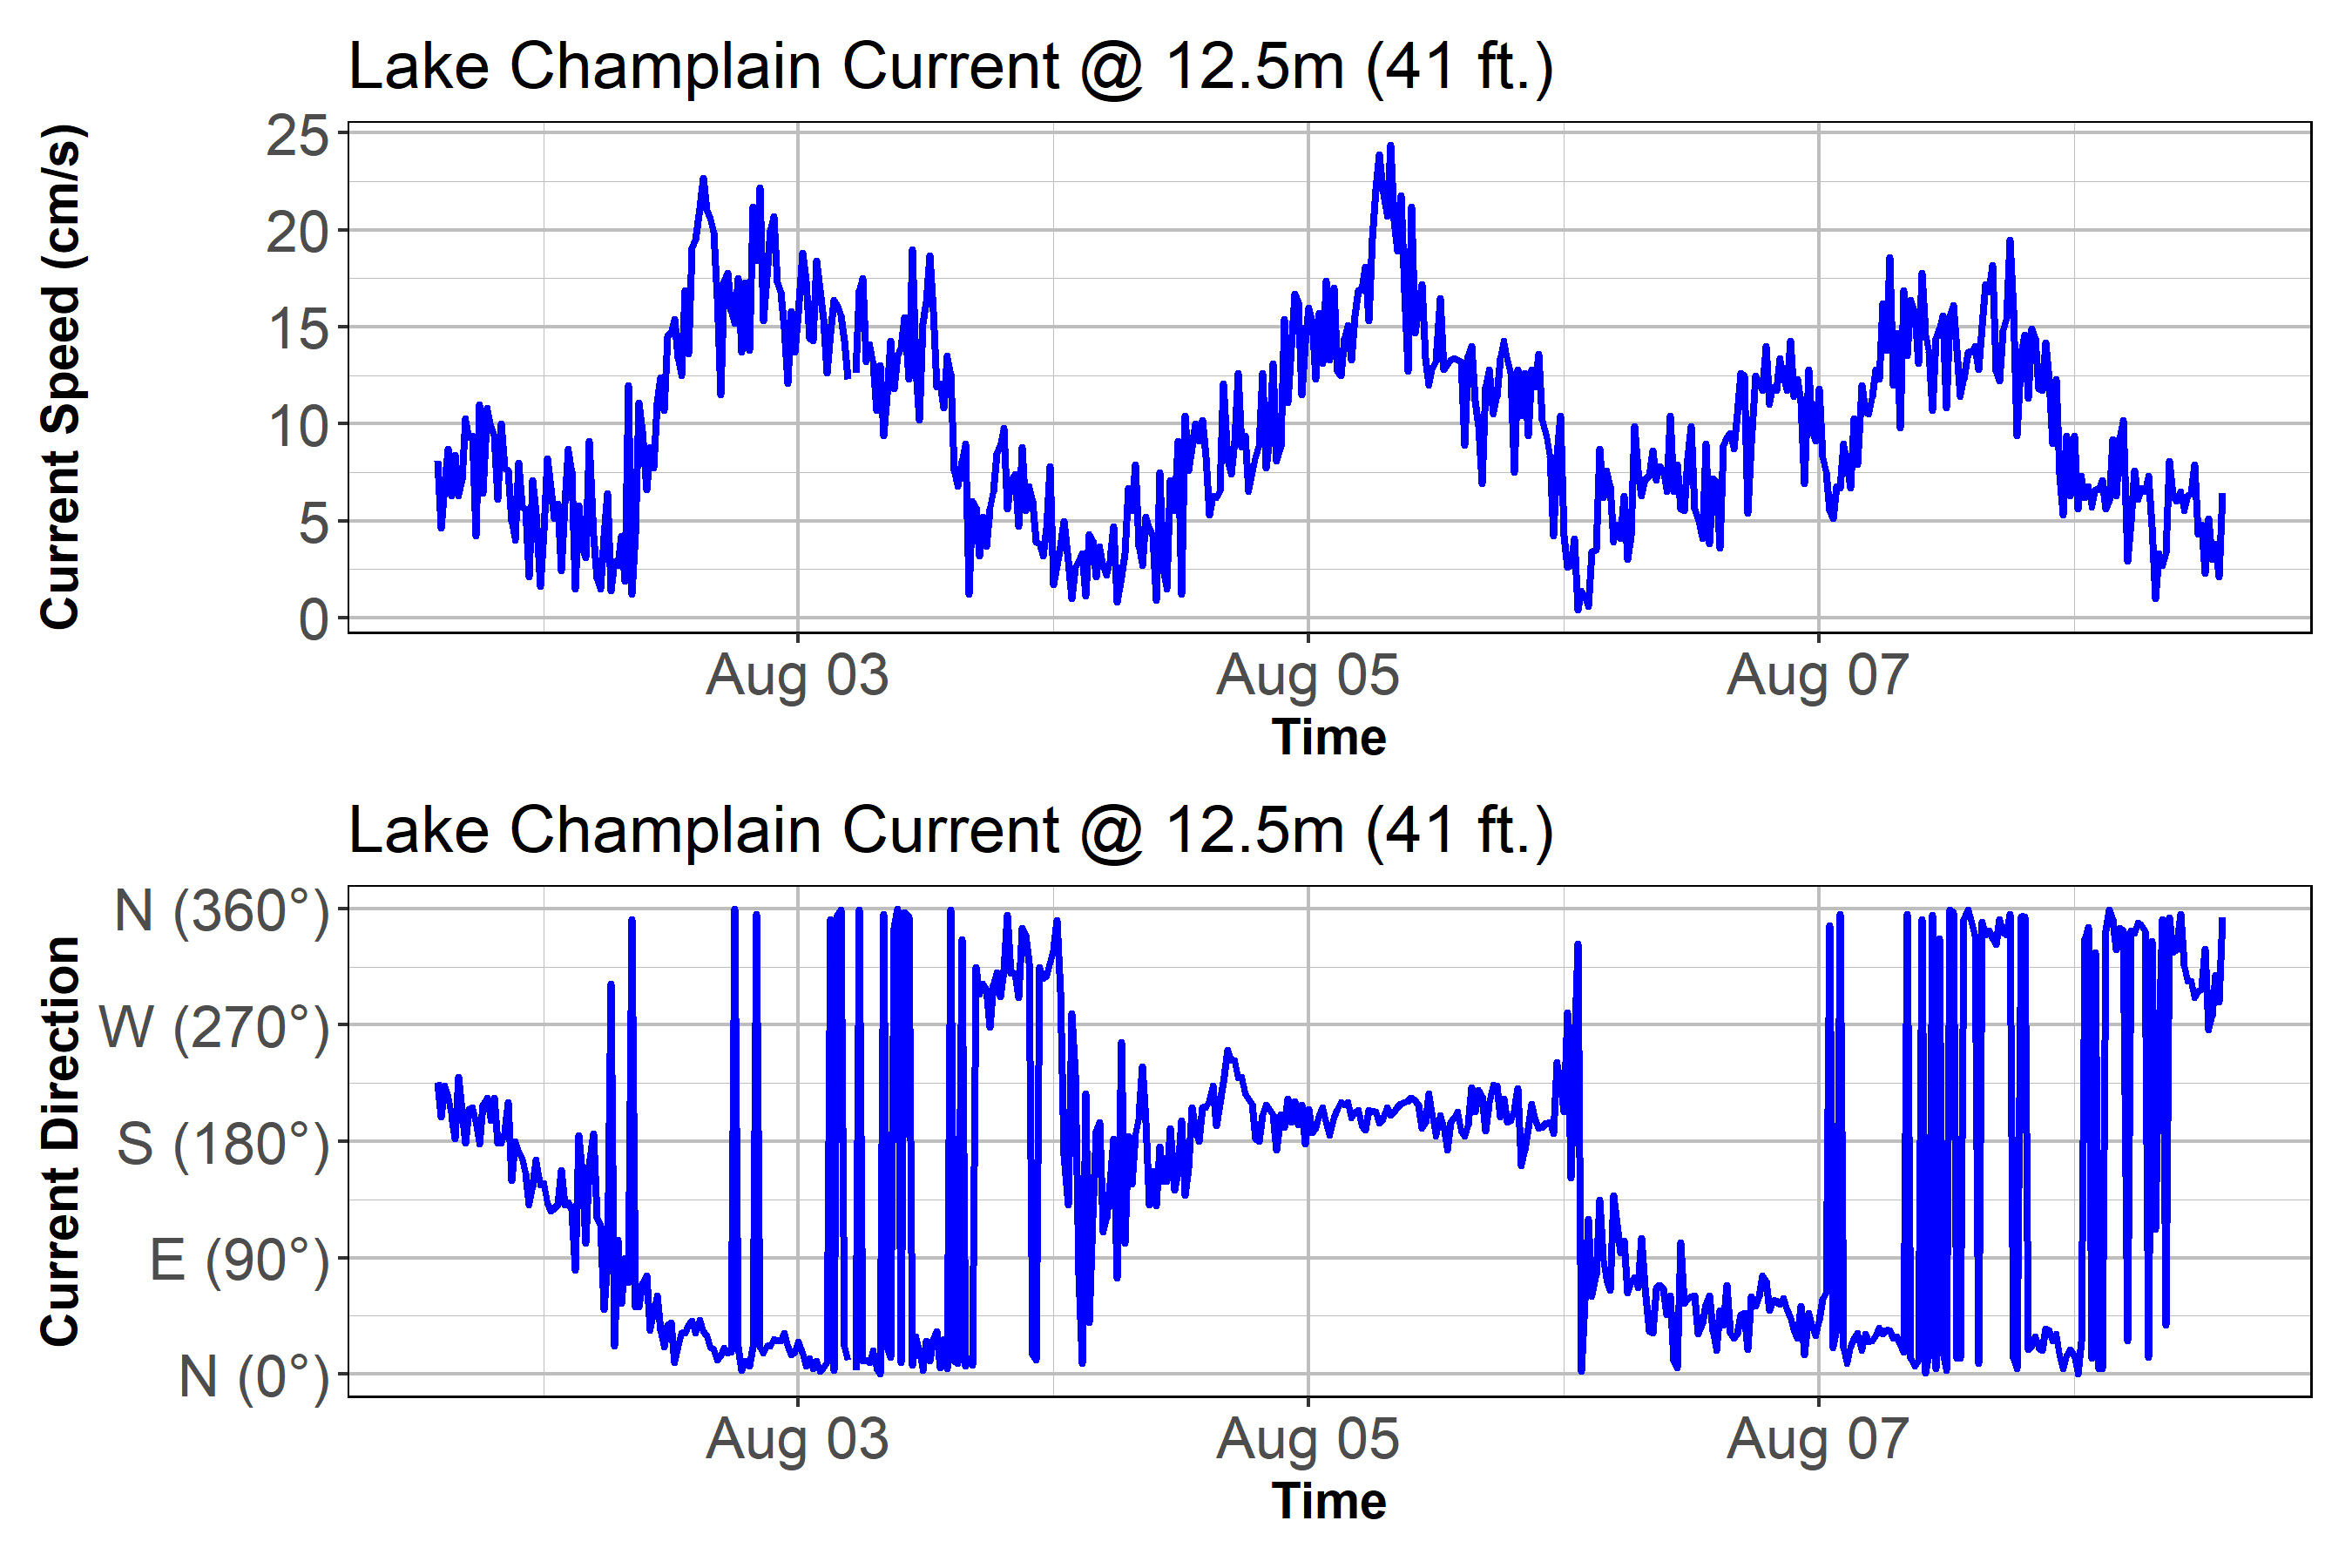 Lake Champlain Current @ 12.5m (41 ft.)
Current Speed (cm/s)
25
20
15
10
5
0
Aug 03 Aug 05 Aug 07
Time
Lake Champlain Current @ 12.5m (41 ft.)
Current Direction
N (360°)
W (270°)
S (180°)
E (90°)
N (0°)
Aug 03 Aug 05 Aug 07
Time